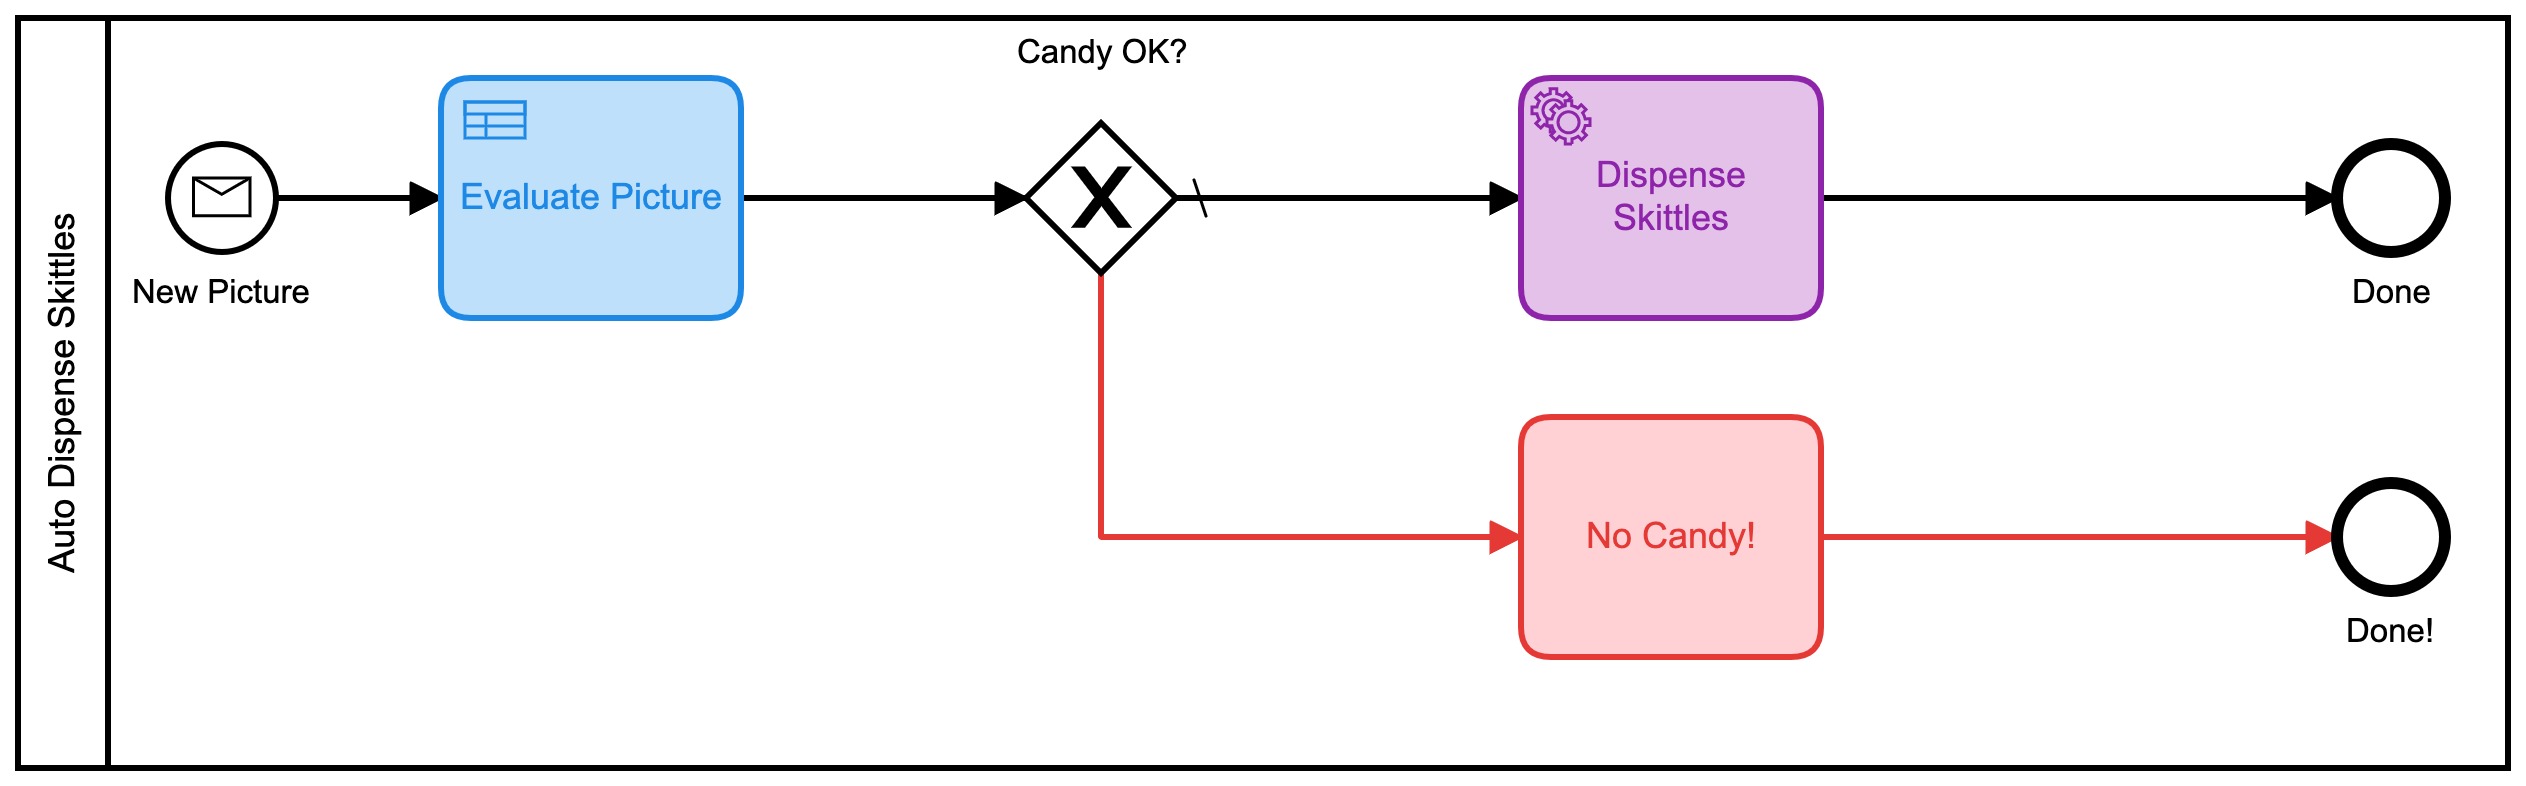 Auto Dispense Skittles
Candy OK?
New Picture
Evaluate Picture
X
Dispense
Skittles
Done
No Candy!
Done!